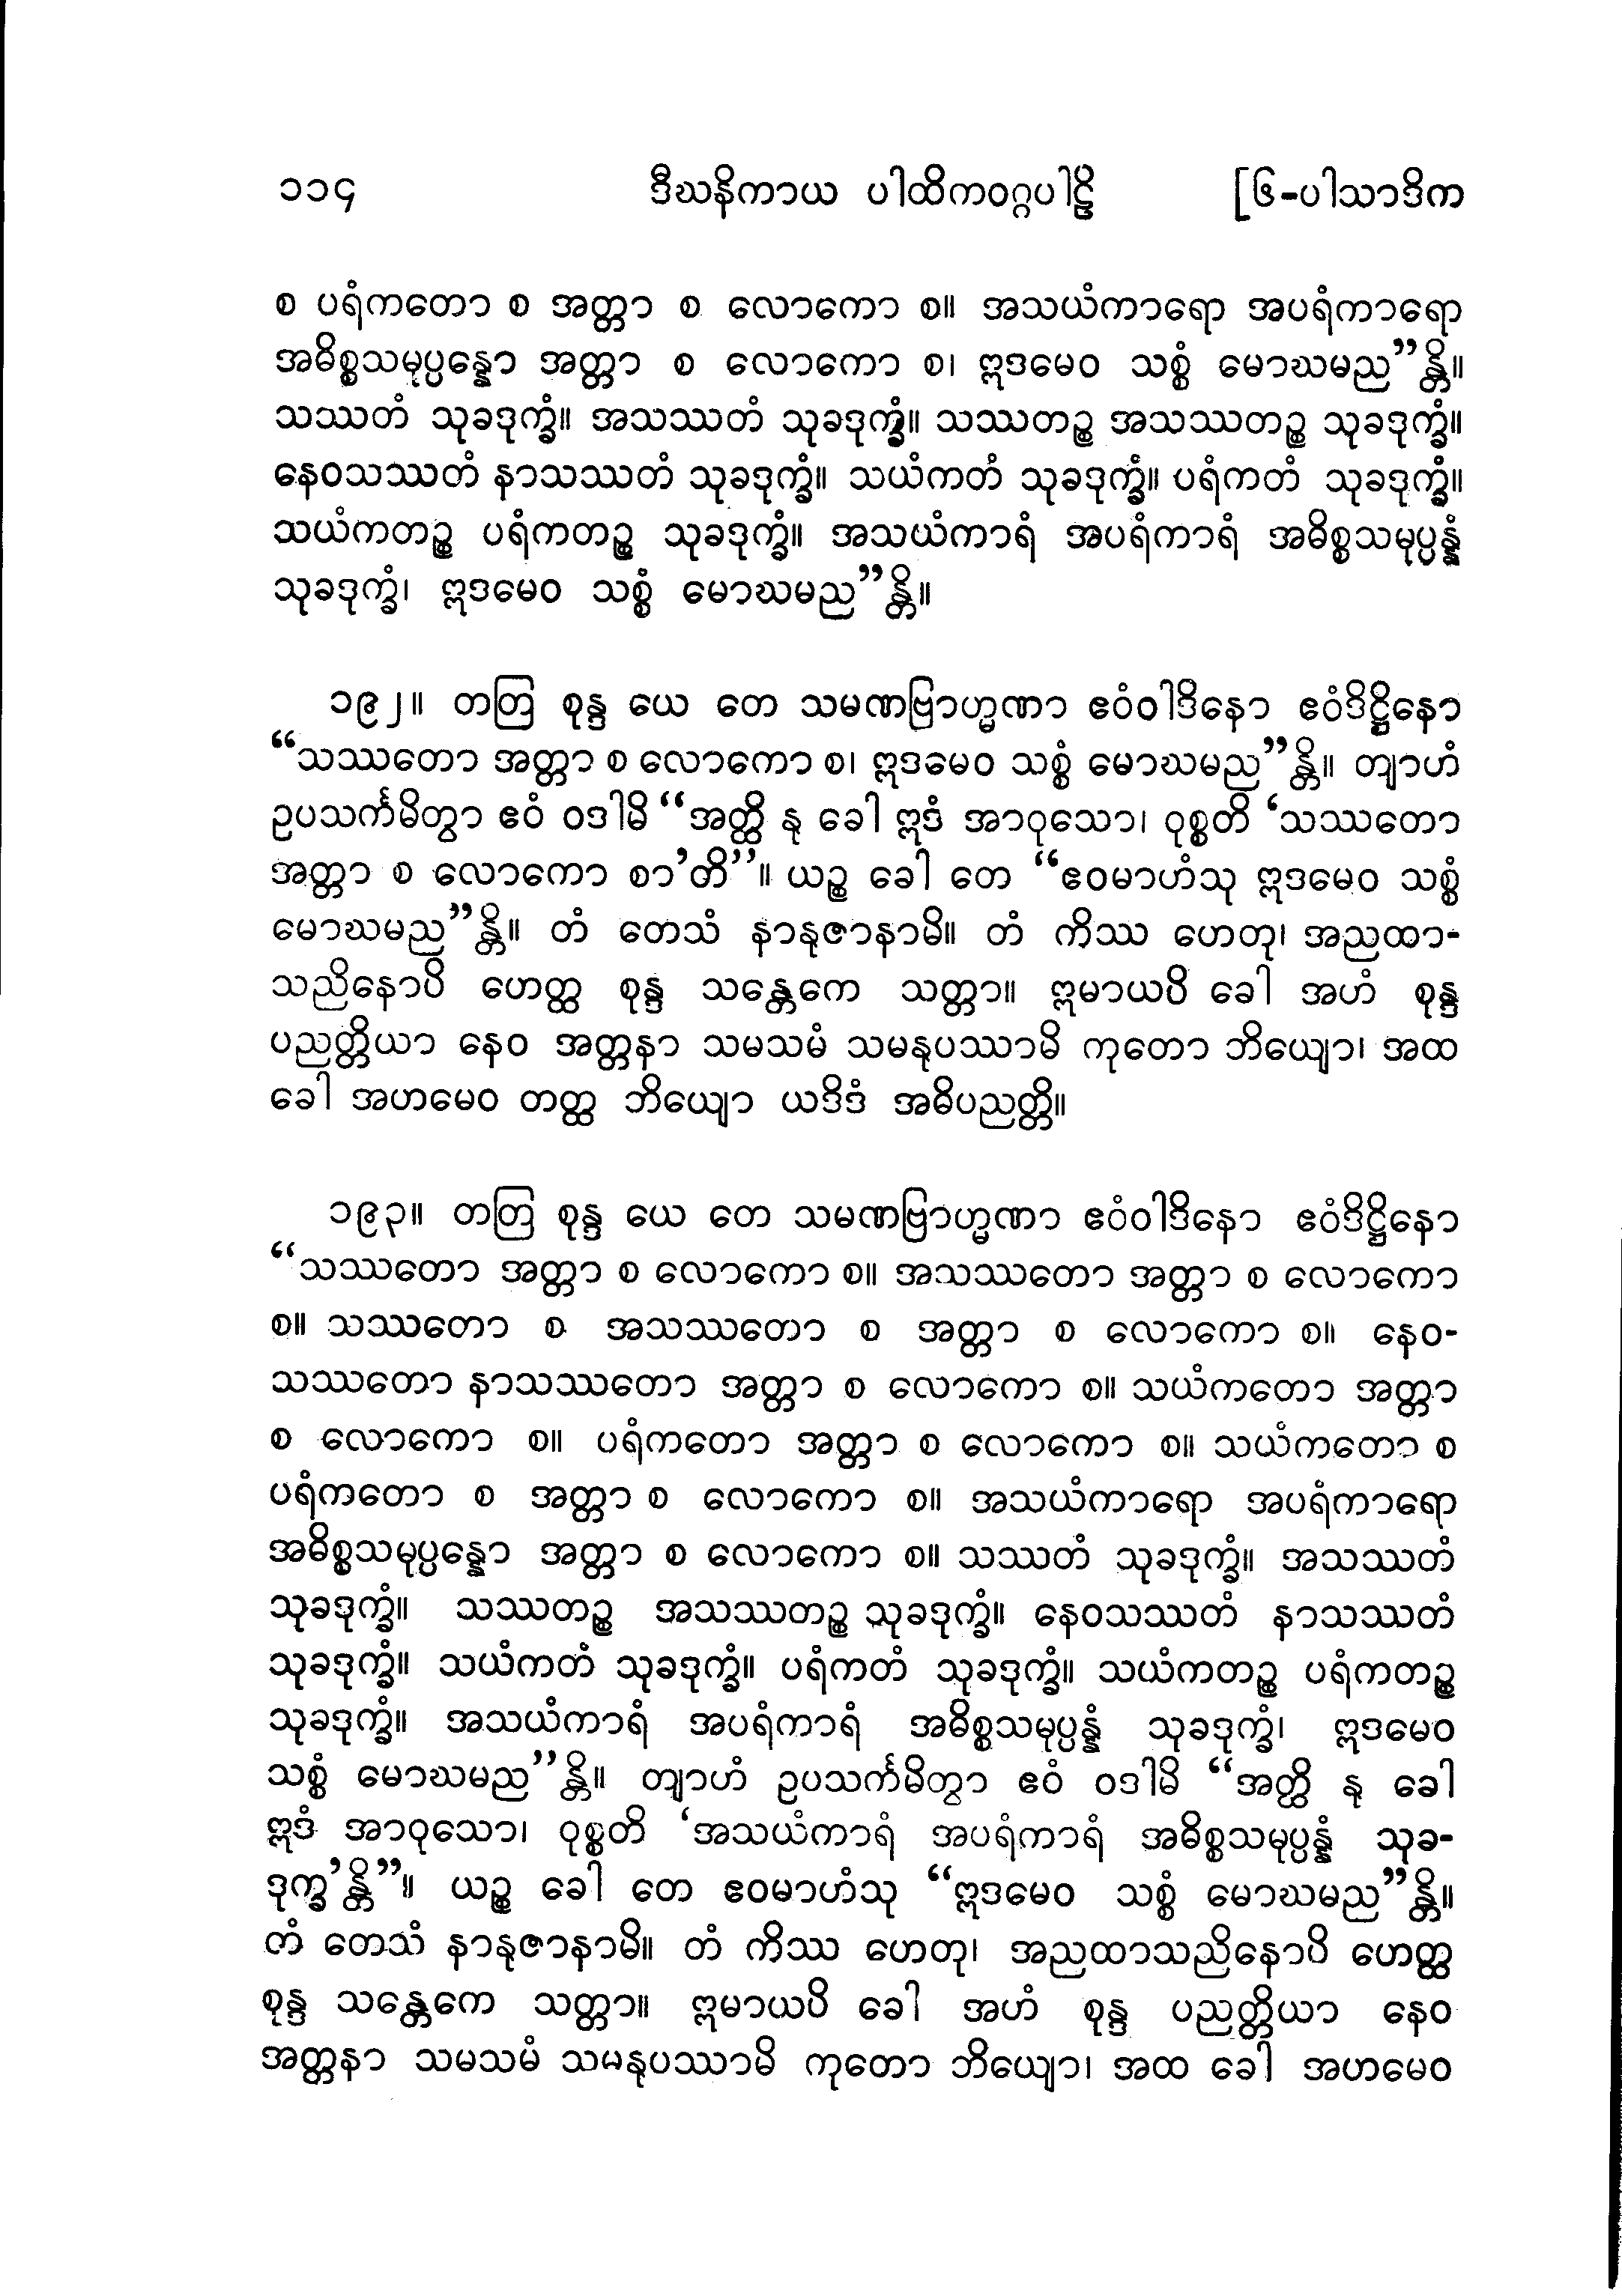 ၁၁၄ ဒီဃနိကာယ ပါထိကဝဂ္ဂပါဠိ [၆-ပါသာဒိက
စ ပရံကတော စ အတ္တာ စ လောကော စ။ အသယံကာရော အပရံကာရော
အဓိစ္စသမုပ္ပန္နော အတ္တာ စ လောကော စ၊ ဣဒမေဝ သစ္စံ မောဃမည”န္တိ။
သဿတံ သုခဒုက္ခံ။ အသဿတံ သုခဒုက္ခံ။ သဿတဉ္စ အသဿတဉ္စ သုခဒုက္ခံ။
နေဝသဿတံ နာသဿတံ သုခဒုက္ခံ။ သယံကတံ သုခဒုက္ခံ။ ပရံကတံ သုခဒုက္ခံ။
သယံကတဉ္စ ပရံကတဉ္စ သုခဒုက္ခံ။ အသယံကာရံ အပရံကာရံ အဓိစ္စသမုပ္ပန္နံ
သုခဒုက္ခံ၊ ဣဒမေဝ သစ္စံ မောဃမည”န္တိ။
၁၉၂။ တတြ စုန္ဒ ယေ တေ သမဏဗြာဟ္မဏာ ဧဝံဝါဒိနော ဧဝံဒိဋ္ဌိနော
“သဿတော အတ္တာ စ လောကော စ၊ ဣဒမေဝ သစ္စံ မောဃမည”န္တိ။ တျာဟံ
ဥပသင်္ကမိတွာ ဧဝံ ဝဒါမိ “အတ္ထိ နု ခေါ ဣဒံ အာဝုသော၊ ဝုစ္စတိ ‘သဿတော
အတ္တာ စ လောကော စာ’တိ”။ ယဉ္စ ခေါ တေ “ဧဝမာဟံသု ဣဒမေဝ သစ္စံ
မောဃမည”န္တိ။ တံ တေသံ နာနုဇာနာမိ။ တံ ကိဿ ဟေတု၊ အညထာ-
သညိနောပိ ဟေတ္ထ စုန္ဒ သန္တေကေ သတ္တာ။ ဣမာယပိ ခေါ အဟံ စုန္ဒ
ပညတ္တိယာ နေဝ အတ္တနာ သမသမံ သမနုပဿာမိ ကုတော ဘိယျော၊ အထ
ခေါ အဟမေဝ တတ္ထ ဘိယျော ယဒိဒံ အဓိပညတ္တိ။
၁၉၃။ တတြ စုန္ဒ ယေ တေ သမဏဗြာဟ္မဏာ ဧဝံဝါဒိနော ဧဝံဒိဋ္ဌိနော
“သဿတော အတ္တာ စ လောကော စ။ အသဿတော အတ္တာ စ လောကော
စ။ သဿတော စ အသဿတော စ အတ္တာ စ လောကော စ။ နေဝ-
သဿတော နာသဿတော အတ္တာ စ လောကော စ။ သယံကတော အတ္တာ
စ လောကော စ။ ပရံကတော အတ္တာ စ လောကော စ။ သယံကတော စ
ပရံကတော စ အတ္တာ စ လောကော စ။ အသယံကာရော အပရံကာရော
အဓိစ္စသမုပ္ပန္နော အတ္တာ စ လောကော စ။ သဿတံ သုခဒုက္ခံ။ အသဿတံ
သုခဒုက္ခံ။ သဿတဉ္စ အသဿတဉ္စ သုခဒုက္ခံ။ နေဝသဿတံ နာသဿတံ
သုခဒုက္ခံ။ သယံကတံ သုခဒုက္ခံ။ ပရံကတံ သုခဒုက္ခံ။ သယံကတဉ္စ ပရံကတဉ္စ
သုခဒုက္ခံ။ အသယံကာရံ အပရံကာရံ အဓိစ္စသမုပ္ပန္နံ သုခဒုက္ခံ၊ ဣဒမေဝ
သစ္စံ မောဃမည”န္တိ။ တျာဟံ ဥပသင်္ကမိတွာ ဧဝံ ဝဒါမိ “အတ္ထိ နု ခေါ
ဣဒံ အာဝုသော၊ ဝုစ္စတိ ‘အသယံကာရံ အပရံကာရံ အဓိစ္စသမုပ္ပန္နံ သုခ-
ဒုက္ခ’န္တိ”။ ယဉ္စ ခေါ တေ ဧဝမာဟံသု “ဣဒမေဝ သစ္စံ မောဃမည”န္တိ။
တံ တေသံ နာနုဇာနာမိ။ တံ ကိဿ ဟေတု၊ အညထာသညိနောပိ ဟေတ္ထ
စုန္ဒ သန္တေကေ သတ္တာ။ ဣမာယပိ ခေါ အဟံ စုန္ဒ ပညတ္တိယာ နေဝ
အတ္တနာ သမသမံ သမနုပဿာမိ ကုတော ဘိယျော၊ အထ ခေါ အဟမေဝ